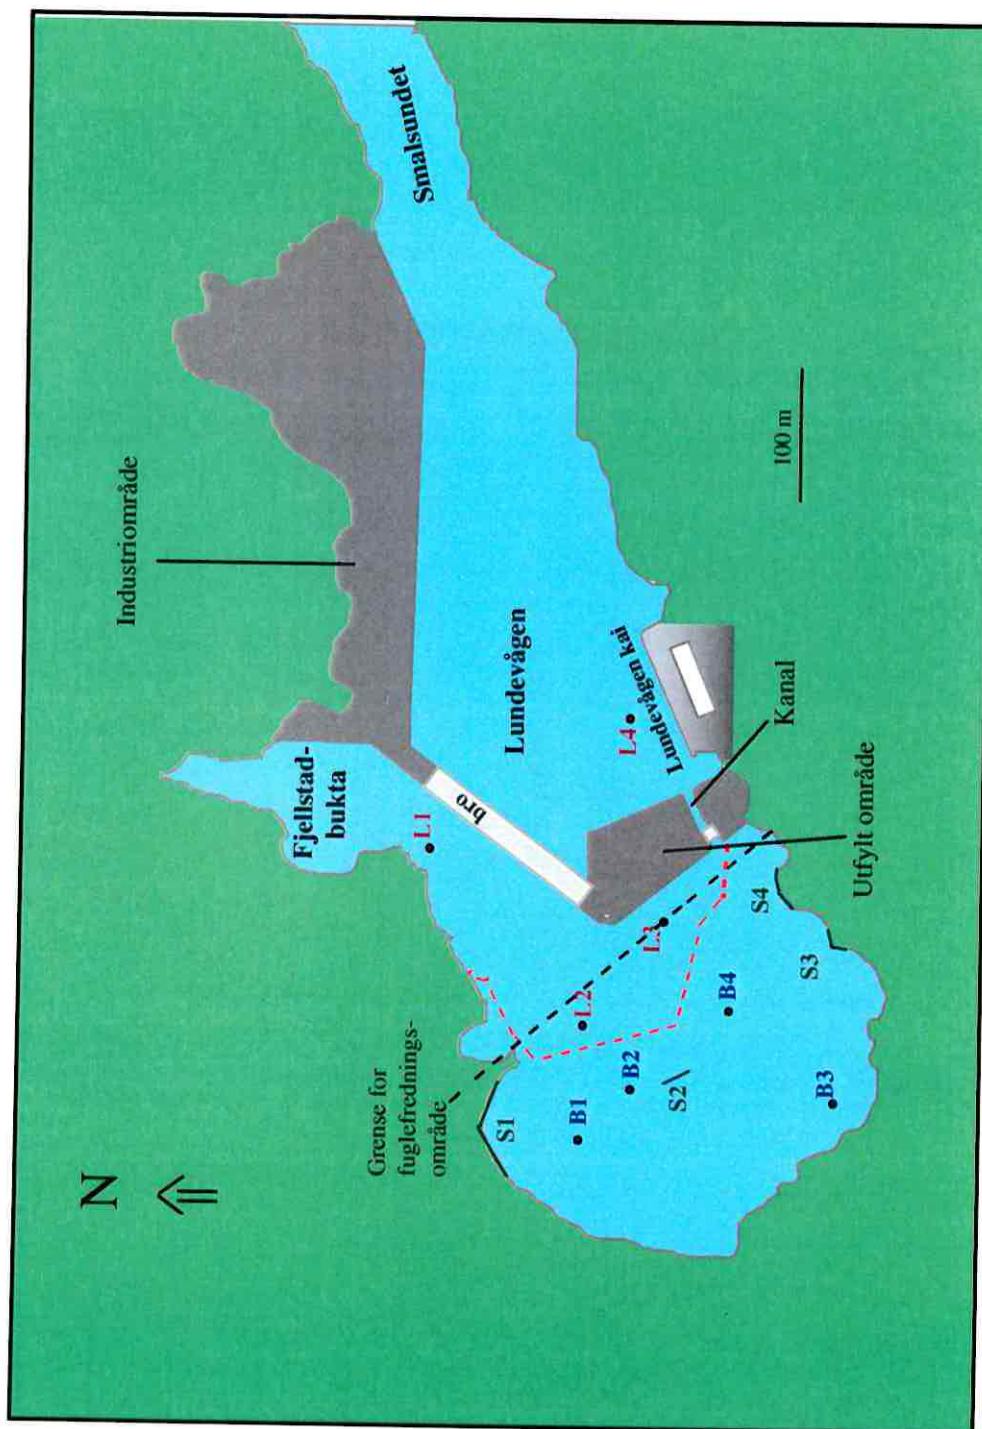 N
Smalsundet
Industriområde
Fjellstad-
bukta
Lundevågen
bro
100 m
L1
L4
Lundevågen kai
Kanal
Utfylt område
Grense for
fuglefrednings-
område
S1
L2
L3
B1
B2
S2
B4
S4
S3
B3